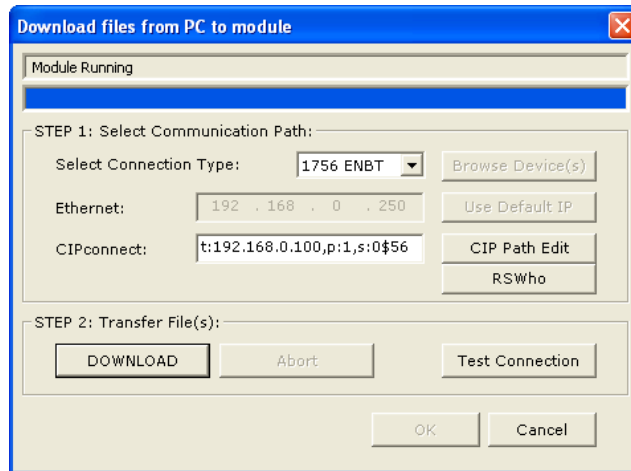 Download files from PC to module
Module Running
STEP 1: Select Communication Path:
Select Connection Type: 1756 ENBT Browse Device(s)
Ethernet: 192 . 168 . 0 . 250 Use Default IP
CIPconnect: t:192.168.0.100,p:1,s:0$56 CIP Path Edit
RSWho
STEP 2: Transfer File(s):
DOWNLOAD Abort Test Connection
OK Cancel